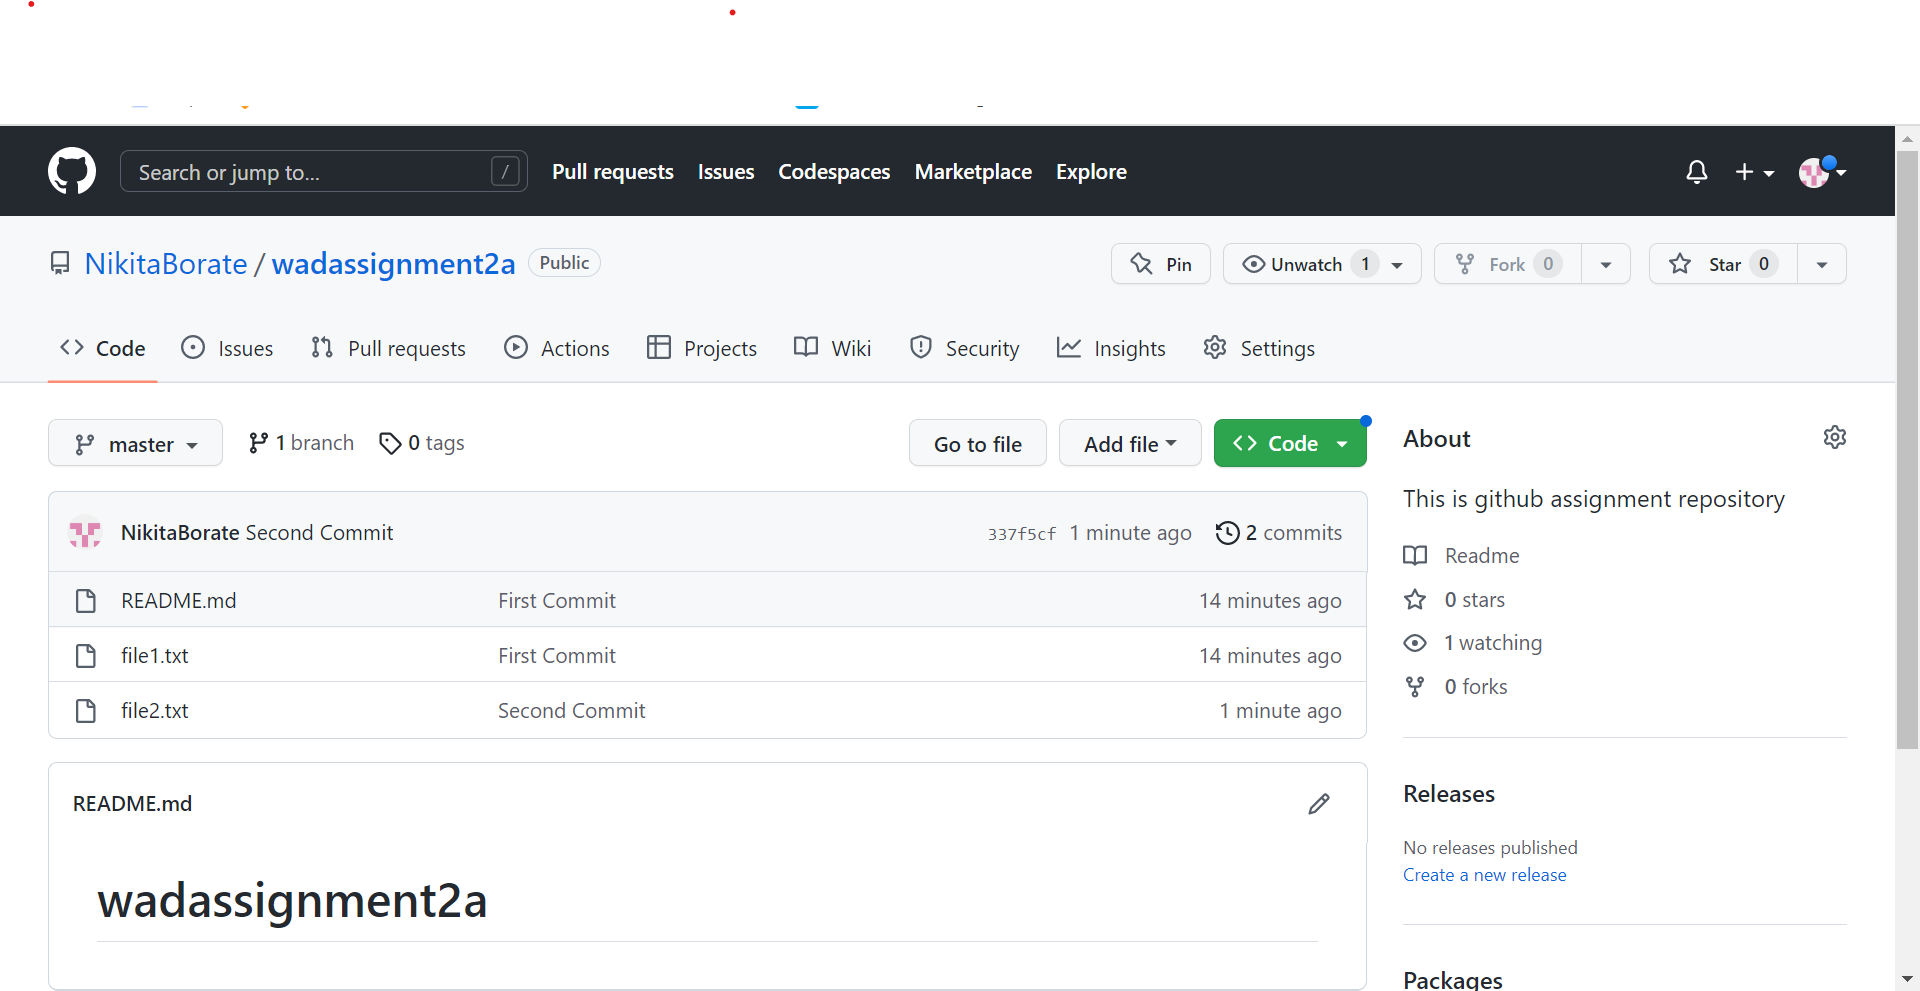 Search or jump to... /
Pull requests Issues Codespaces Marketplace Explore
NikitaBorate / wadassignment2a Public
Pin Unwatch 1 Fork 0 Star 0
Code Issues Pull requests Actions Projects Wiki Security Insights Settings
master 1 branch 0 tags Go to file Add file Code
NikitaBorate Second Commit 337f5cf 1 minute ago 2 commits
README.md First Commit 14 minutes ago
file1.txt First Commit 14 minutes ago
file2.txt Second Commit 1 minute ago
README.md
wadassignment2a
About
This is github assignment repository
Readme
0 stars
1 watching
0 forks
Releases
No releases published
Create a new release
Packages